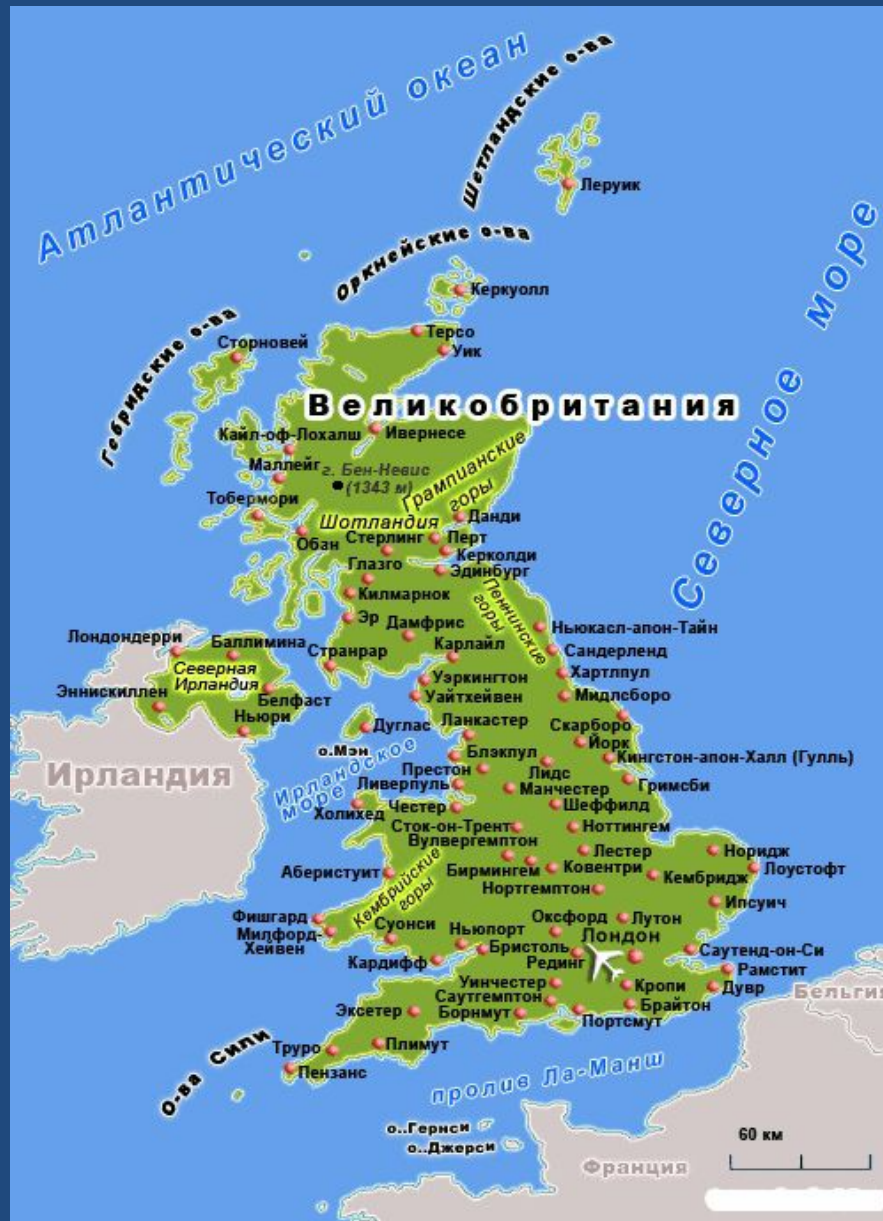 Шетландские о-ва
Атлантический океан
Леруик
Северное море
Оркнейские о-ва
Керкуолл
Гебридские о-ва
Терсо
Сторновей
Уик
Великобритания
Ивернесе
Кайл-оф-Лохалш
Маллейг
г. Бен-Невис
(1343 м)
Грампианские
горы
Тобермори
Шотландия
Данди
Обан
Стерлинг
Перт
Керколди
Глазго
Эдинбург
Килмарнок
Пеннинские
горы
Эр
Дамфрис
Ньюкасл-апон-Тайн
Лондондерри
Баллимина
Странрар
Карлайл
Сандерленд
Северная
Ирландия
Хартлпул
Уэркингтон
Эннискиллен
Белфаст
Уайтхейвен
Мидлсборо
Ньюри
Дуглас
Ланкастер
Скарборо
о.Мэн
Йорк
Блэкпул
Кингстон-апон-Халл (Гулль)
Ирландия
Ирландское
море
Престон
Лидс
Гримсби
Ливерпуль
Манчестер
Холихед
Честер
Шеффилд
Сток-он-Трент
Ноттингем
Вулвергемптон
Лестер
Норидж
Аберистуит
Кембрийские
горы
Бирмингем
Ковентри
Кембридж
Лоустофт
Нортгемптон
Ипсуич
Фишгард
Суонси
Ньюпорт
Оксфорд
Лутон
Милфорд-
Хейвен
Лондон
Бристоль
Саутенд-он-Си
Кардифф
Рединг
Рамстит
Уинчестер
Кропи
Дувр
Бельгия
Саутгемптон
Брайтон
Эксетер
Борнмут
Портсмут
О-ва Сили
Труро
Плимут
Пензанс
пролив Ла-Манш
о..Гернси
о..Джерси
60 км
Франция